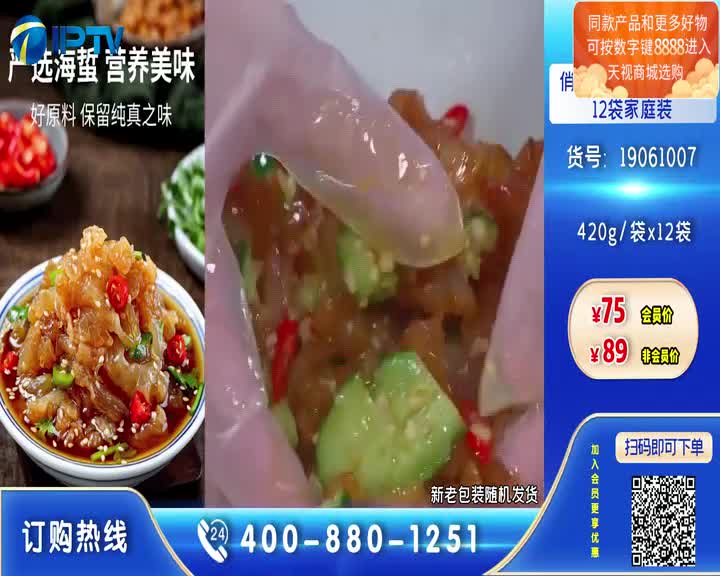 IPTV
严选海蜇 营养美味
好原料 保留纯真之味
同款产品和更多好物
可按数字键8888进入
天视商城选购
俏
12袋家庭装
货号：19061007
420g/袋x12袋
¥75 会员价
¥89 非会员价
新老包装随机发货
加入会员更享优惠
扫码即可下单
订购热线
24
400-880-1251